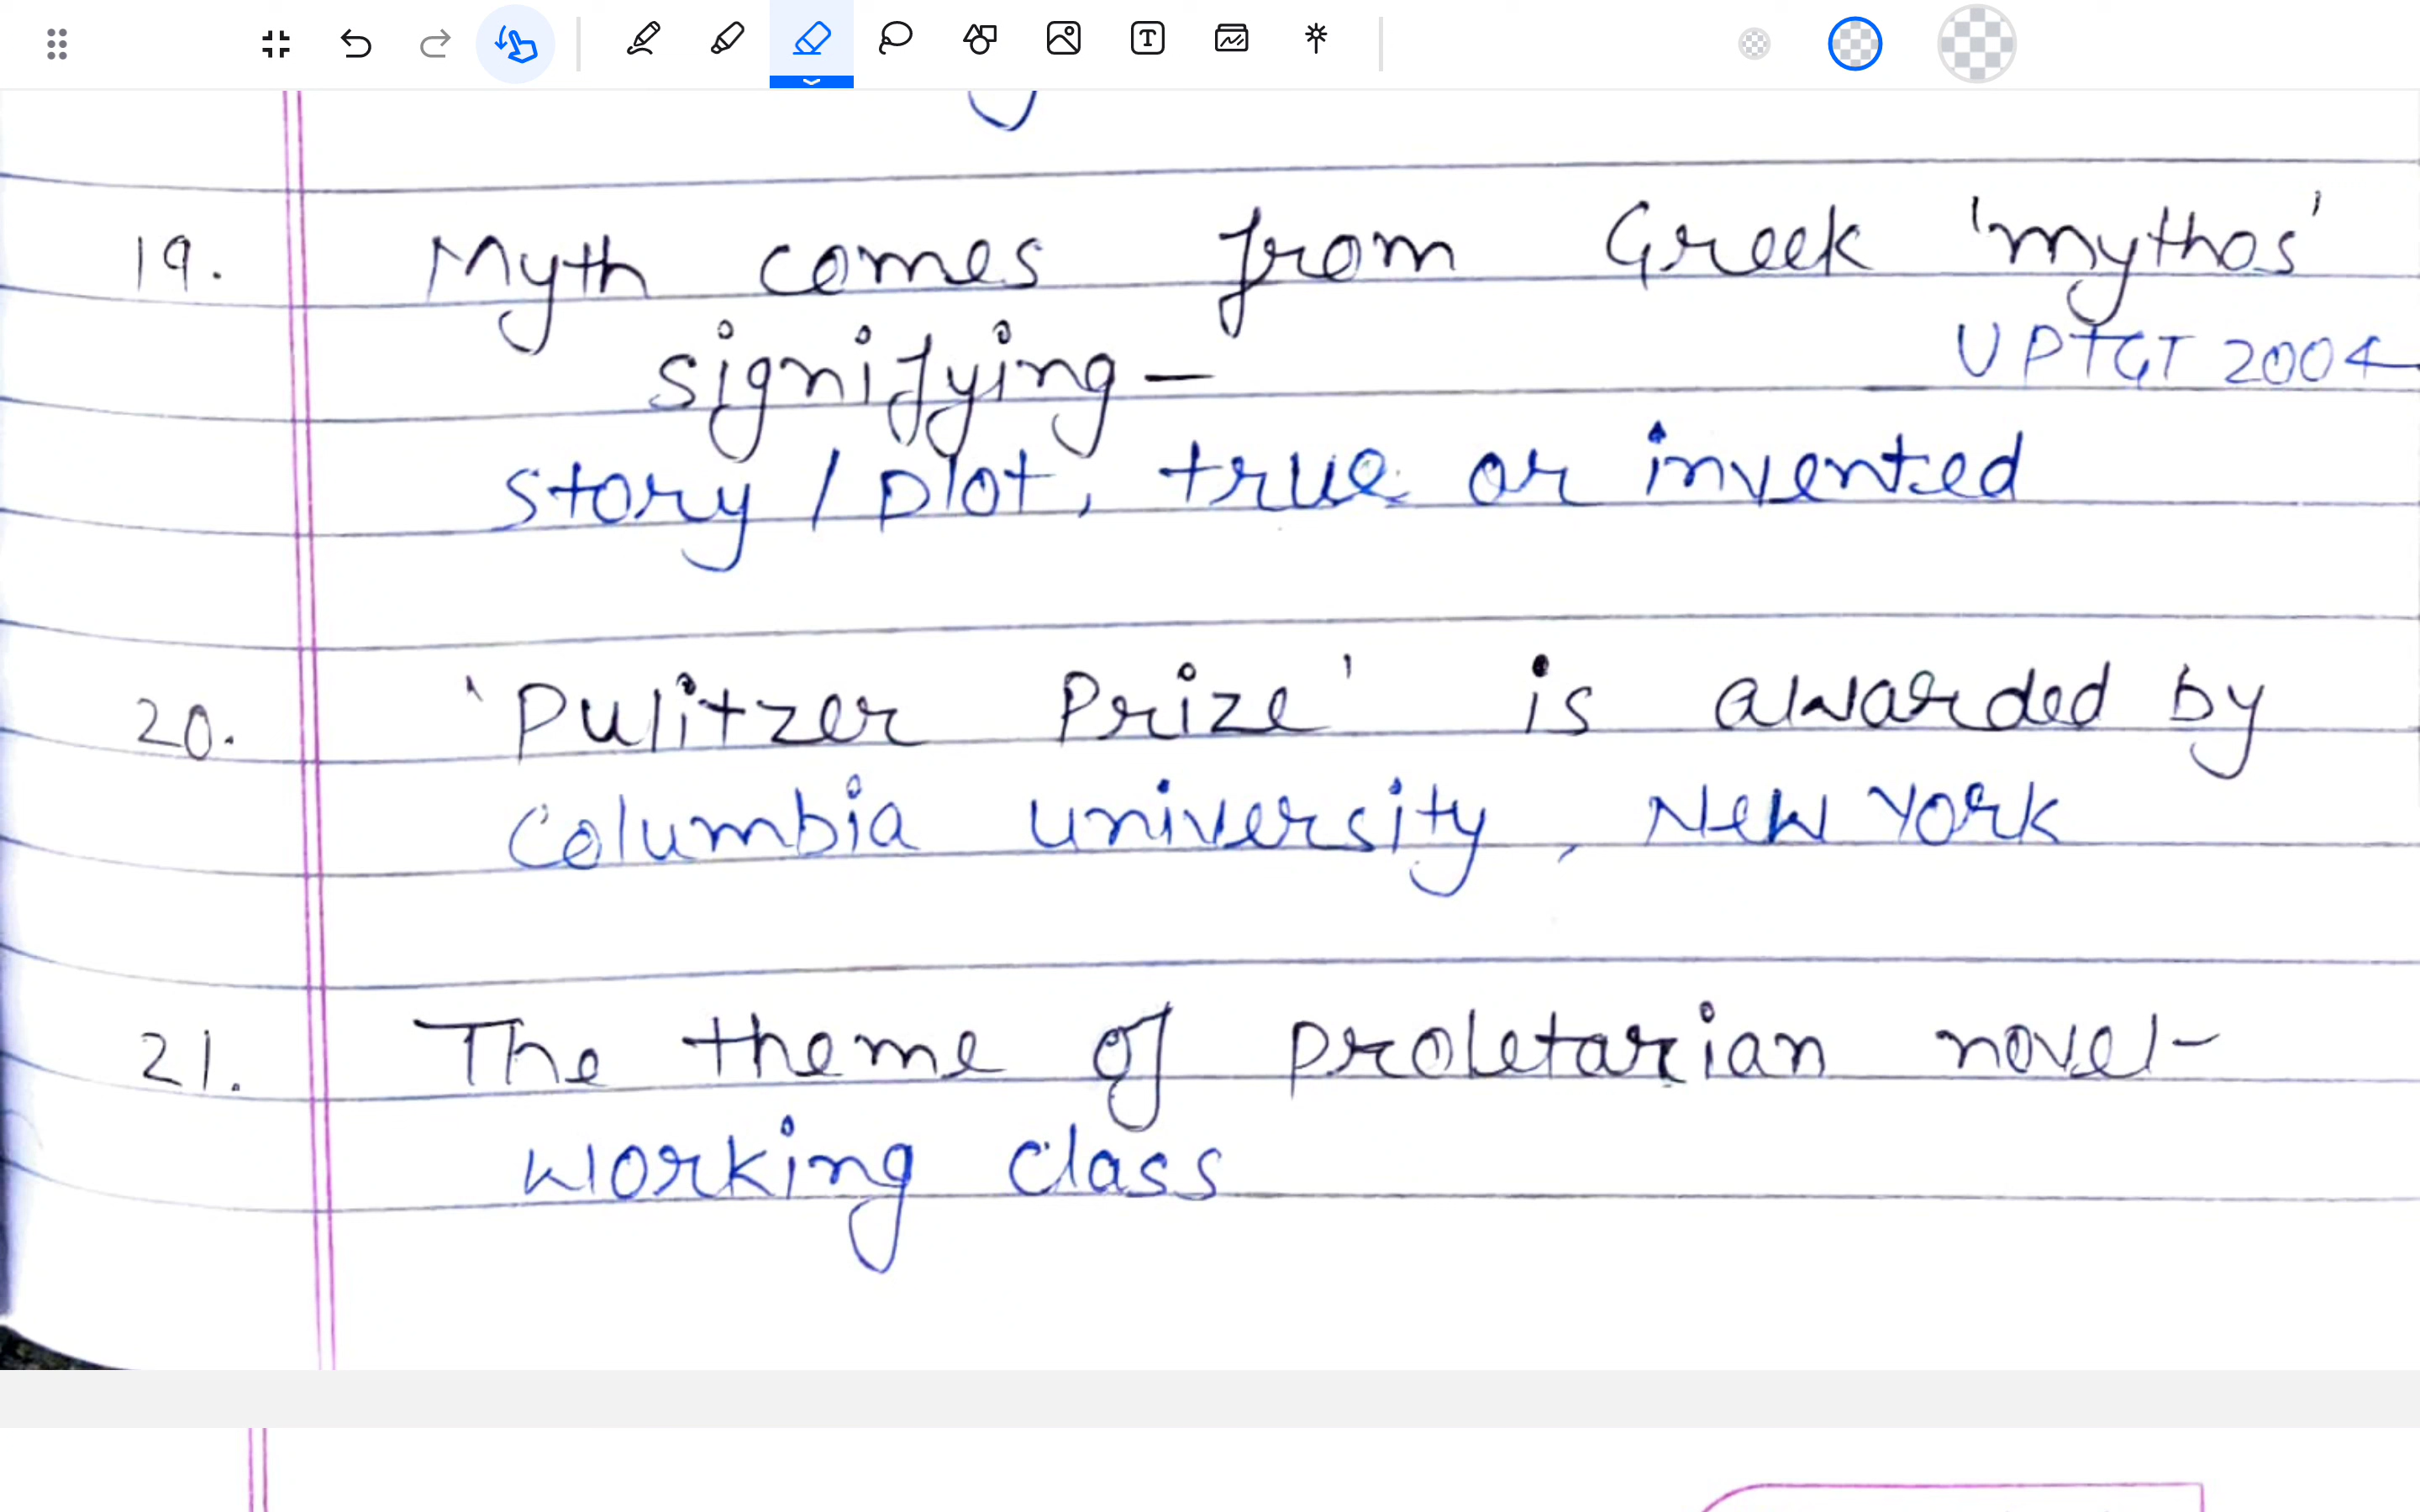 19. Myth comes from Greek 'mythos'
signifying—
UPTGT 2004
story / plot, true or invented
20. 'Pulitzer Prize' is awarded by
Columbia University, New York
21. The theme of proletarian novel-
working class